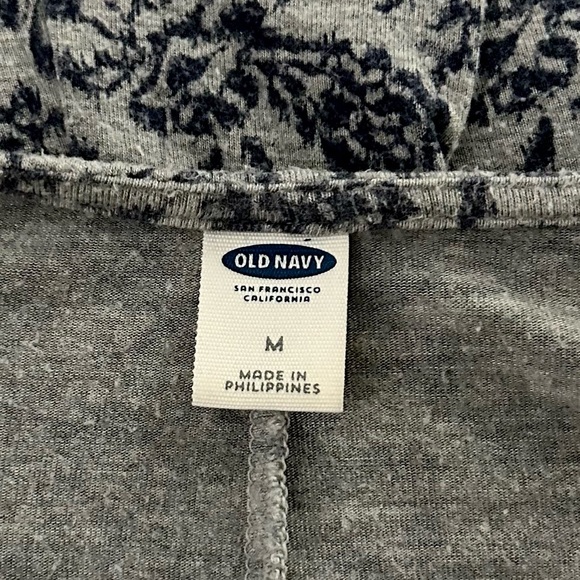 OLD NAVY
SAN FRANCISCO
CALIFORNIA
M
MADE IN
PHILIPPINES